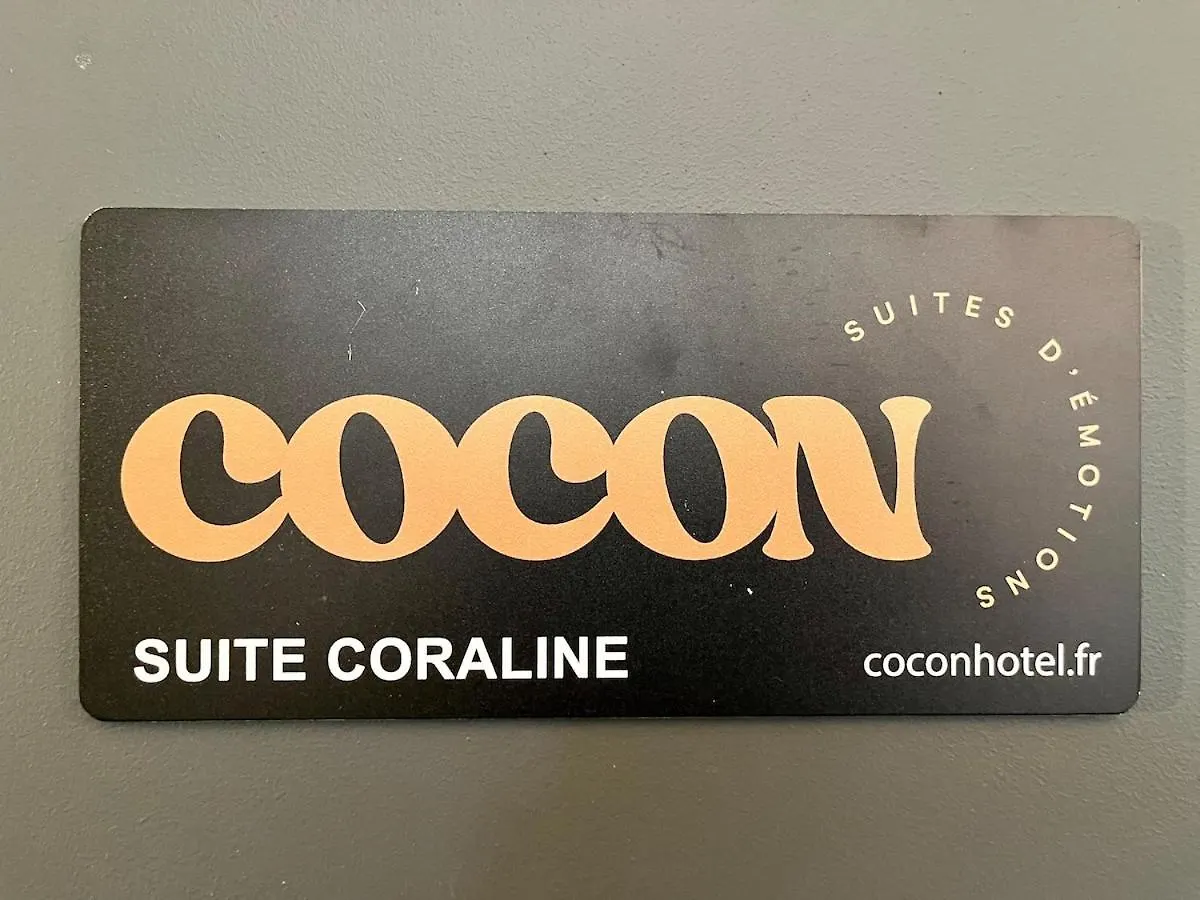 SUITES D'ÉMOTIONS
COCON
SUITE CORALINE
coconhotel.fr